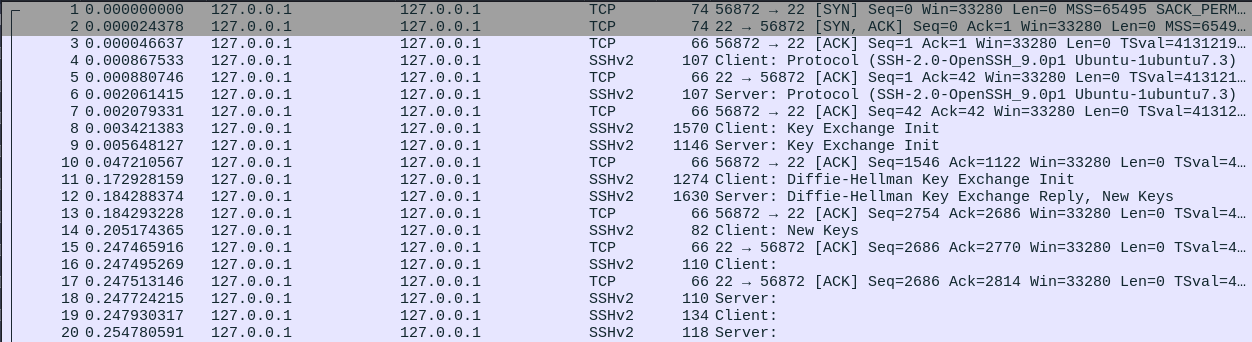 1 0.000000000 127.0.0.1 127.0.0.1 TCP 74 56872 → 22 [SYN] Seq=0 Win=33280 Len=0 MSS=65495 SACK_PERM…
2 0.000024378 127.0.0.1 127.0.0.1 TCP 74 22 → 56872 [SYN, ACK] Seq=0 Ack=1 Win=33280 Len=0 MSS=6549…
3 0.000046637 127.0.0.1 127.0.0.1 TCP 66 56872 → 22 [ACK] Seq=1 Ack=1 Win=33280 Len=0 TSval=4131219…
4 0.000867533 127.0.0.1 127.0.0.1 SSHv2 107 Client: Protocol (SSH-2.0-OpenSSH_9.0p1 Ubuntu-1ubuntu7.3)
5 0.000880746 127.0.0.1 127.0.0.1 TCP 66 22 → 56872 [ACK] Seq=1 Ack=42 Win=33280 Len=0 TSval=413121…
6 0.002061415 127.0.0.1 127.0.0.1 SSHv2 107 Server: Protocol (SSH-2.0-OpenSSH_9.0p1 Ubuntu-1ubuntu7.3)
7 0.002079331 127.0.0.1 127.0.0.1 TCP 66 56872 → 22 [ACK] Seq=42 Ack=42 Win=33280 Len=0 TSval=41312…
8 0.003421383 127.0.0.1 127.0.0.1 SSHv2 1570 Client: Key Exchange Init
9 0.005648127 127.0.0.1 127.0.0.1 SSHv2 1146 Server: Key Exchange Init
10 0.047210567 127.0.0.1 127.0.0.1 TCP 66 56872 → 22 [ACK] Seq=1546 Ack=1122 Win=33280 Len=0 TSval=4…
11 0.172928159 127.0.0.1 127.0.0.1 SSHv2 1274 Client: Diffie-Hellman Key Exchange Init
12 0.184288374 127.0.0.1 127.0.0.1 SSHv2 1630 Server: Diffie-Hellman Key Exchange Reply, New Keys
13 0.184293228 127.0.0.1 127.0.0.1 TCP 66 56872 → 22 [ACK] Seq=2754 Ack=2686 Win=33280 Len=0 TSval=4…
14 0.205174365 127.0.0.1 127.0.0.1 SSHv2 82 Client: New Keys
15 0.247465916 127.0.0.1 127.0.0.1 TCP 66 22 → 56872 [ACK] Seq=2686 Ack=2770 Win=33280 Len=0 TSval=4…
16 0.247495269 127.0.0.1 127.0.0.1 SSHv2 110 Client:
17 0.247513146 127.0.0.1 127.0.0.1 TCP 66 22 → 56872 [ACK] Seq=2686 Ack=2814 Win=33280 Len=0 TSval=4…
18 0.247724215 127.0.0.1 127.0.0.1 SSHv2 110 Server:
19 0.247930317 127.0.0.1 127.0.0.1 SSHv2 134 Client:
20 0.254780591 127.0.0.1 127.0.0.1 SSHv2 118 Server: